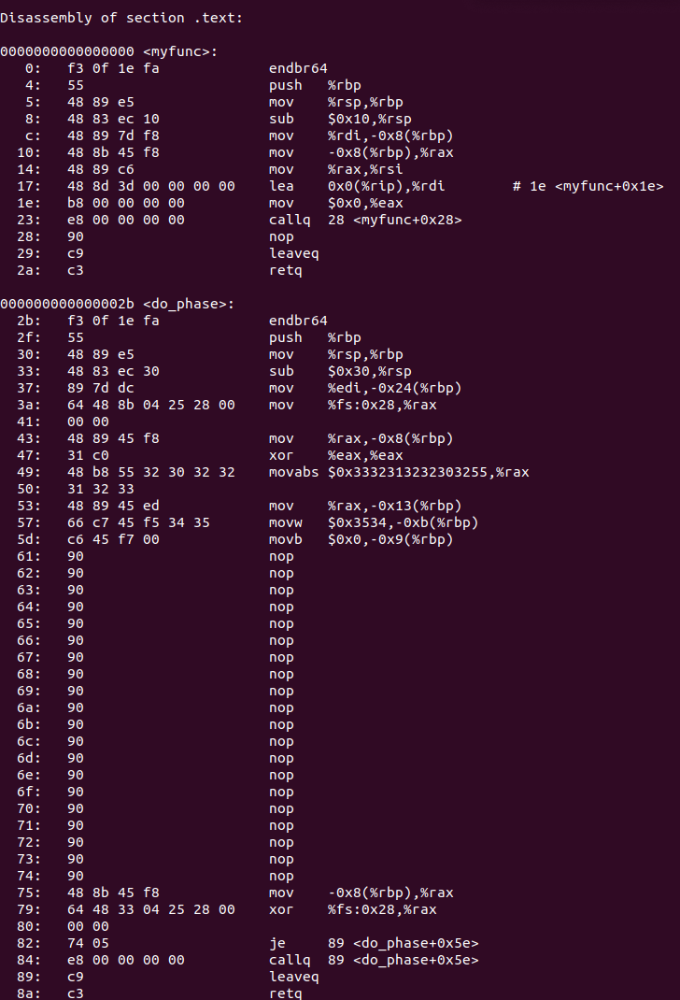 Disassembly of section .text:

0000000000000000 <myfunc>:
   0:	f3 0f 1e fa          	endbr64
   4:	55                   	push   %rbp
   5:	48 89 e5             	mov    %rsp,%rbp
   8:	48 83 ec 10          	sub    $0x10,%rsp
   c:	48 89 7d f8          	mov    %rdi,-0x8(%rbp)
  10:	48 8b 45 f8          	mov    -0x8(%rbp),%rax
  14:	48 89 c6             	mov    %rax,%rsi
  17:	48 8d 3d 00 00 00 00 	lea    0x0(%rip),%rdi        # 1e <myfunc+0x1e>
  1e:	b8 00 00 00 00       	mov    $0x0,%eax
  23:	e8 00 00 00 00       	callq  28 <myfunc+0x28>
  28:	90                   	nop
  29:	c9                   	leaveq
  2a:	c3                   	retq

000000000000002b <do_phase>:
  2b:	f3 0f 1e fa          	endbr64
  2f:	55                   	push   %rbp
  30:	48 89 e5             	mov    %rsp,%rbp
  33:	48 83 ec 30          	sub    $0x30,%rsp
  37:	89 7d dc             	mov    %edi,-0x24(%rbp)
  3a:	64 48 8b 04 25 28 00 	mov    %fs:0x28,%rax
  41:	00 00
  43:	48 89 45 f8          	mov    %rax,-0x8(%rbp)
  47:	31 c0                	xor    %eax,%eax
  49:	48 b8 55 32 30 32 32 	movabs $0x3332313232303255,%rax
  50:	31 32 33
  53:	48 89 45 ed          	mov    %rax,-0x13(%rbp)
  57:	66 c7 45 f5 34 35    	movw   $0x3534,-0xb(%rbp)
  5d:	c6 45 f7 00          	movb   $0x0,-0x9(%rbp)
  61:	90                   	nop
  62:	90                   	nop
  63:	90                   	nop
  64:	90                   	nop
  65:	90                   	nop
  66:	90                   	nop
  67:	90                   	nop
  68:	90                   	nop
  69:	90                   	nop
  6a:	90                   	nop
  6b:	90                   	nop
  6c:	90                   	nop
  6d:	90                   	nop
  6e:	90                   	nop
  6f:	90                   	nop
  70:	90                   	nop
  71:	90                   	nop
  72:	90                   	nop
  73:	90                   	nop
  74:	90                   	nop
  75:	48 8b 45 f8          	mov    -0x8(%rbp),%rax
  79:	64 48 33 04 25 28 00 	xor    %fs:0x28,%rax
  80:	00 00
  82:	74 05                	je     89 <do_phase+0x5e>
  84:	e8 00 00 00 00       	callq  89 <do_phase+0x5e>
  89:	c9                   	leaveq
  8a:	c3                   	retq